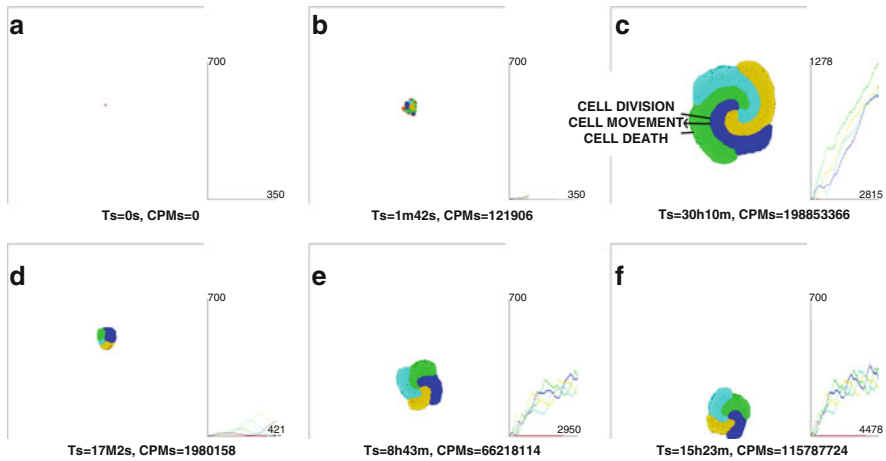 a
700
350
Ts=0s, CPMs=0
b
700
350
Ts=1m42s, CPMs=121906
c
1278
CELL DIVISION
CELL MOVEMENT
CELL DEATH
2815
Ts=30h10m, CPMs=198853366
d
700
421
Ts=17M2s, CPMs=1980158
e
700
2950
Ts=8h43m, CPMs=66218114
f
700
4478
Ts=15h23m, CPMs=115787724